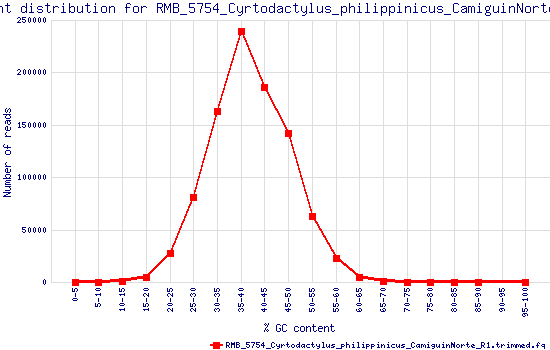 nt distribution for RMB_5754_Cyrtodactylus_philippinicus_CamiguinNorte
Number of reads
250000
200000
150000
100000
50000
0
0-5 5-10 10-15 15-20 20-25 25-30 30-35 35-40 40-45 45-50 50-55 55-60 60-65 65-70 70-75 75-80 80-85 85-90 90-95 95-100
% GC content
RMB_5754_Cyrtodactylus_philippinicus_CamiguinNorte_R1.trimmed.fq